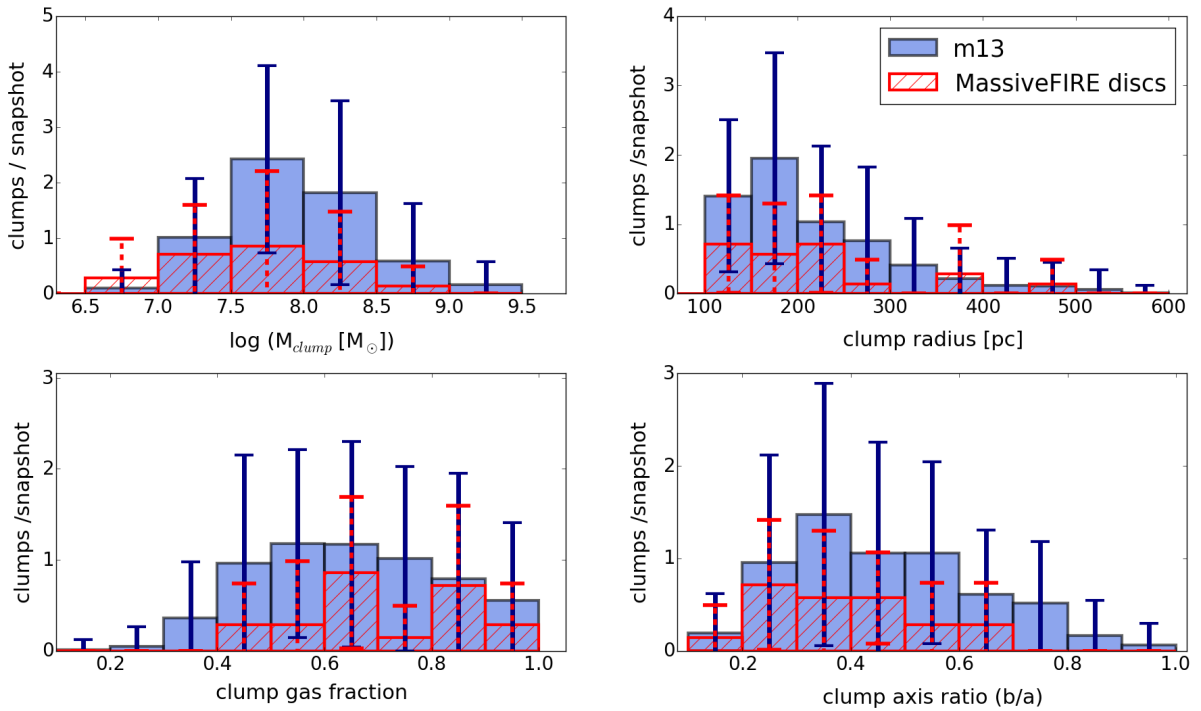 5
4
3
2
1
0
clumps / snapshot
6.5 7.0 7.5 8.0 8.5 9.0 9.5
log (M_clump [M_⊙])
4
3
2
1
0
clumps /snapshot
m13
MassiveFIRE discs
100 200 300 400 500 600
clump radius [pc]
3
2
1
0
clumps /snapshot
0.2 0.4 0.6 0.8 1.0
clump gas fraction
3
2
1
0
clumps /snapshot
0.2 0.4 0.6 0.8 1.0
clump axis ratio (b/a)